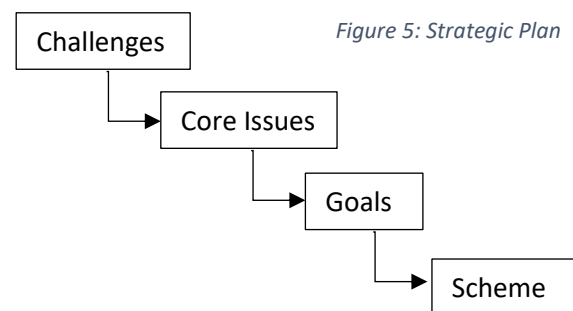 Figure 5: Strategic Plan
Challenges
Core Issues
Goals
Scheme